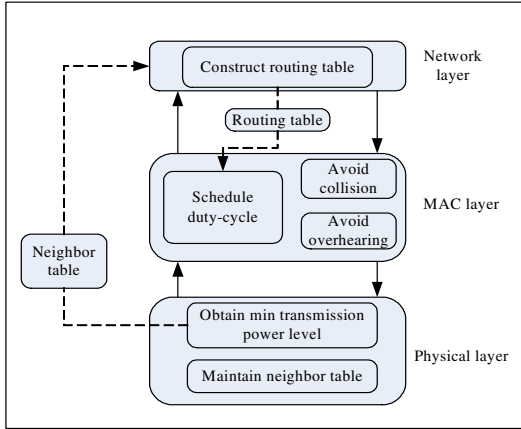 Construct routing table
Network
layer
Routing table
Schedule
duty-cycle
Avoid
collision
Avoid
overhearing
MAC layer
Neighbor
table
Obtain min transmission
power level
Maintain neighbor table
Physical layer